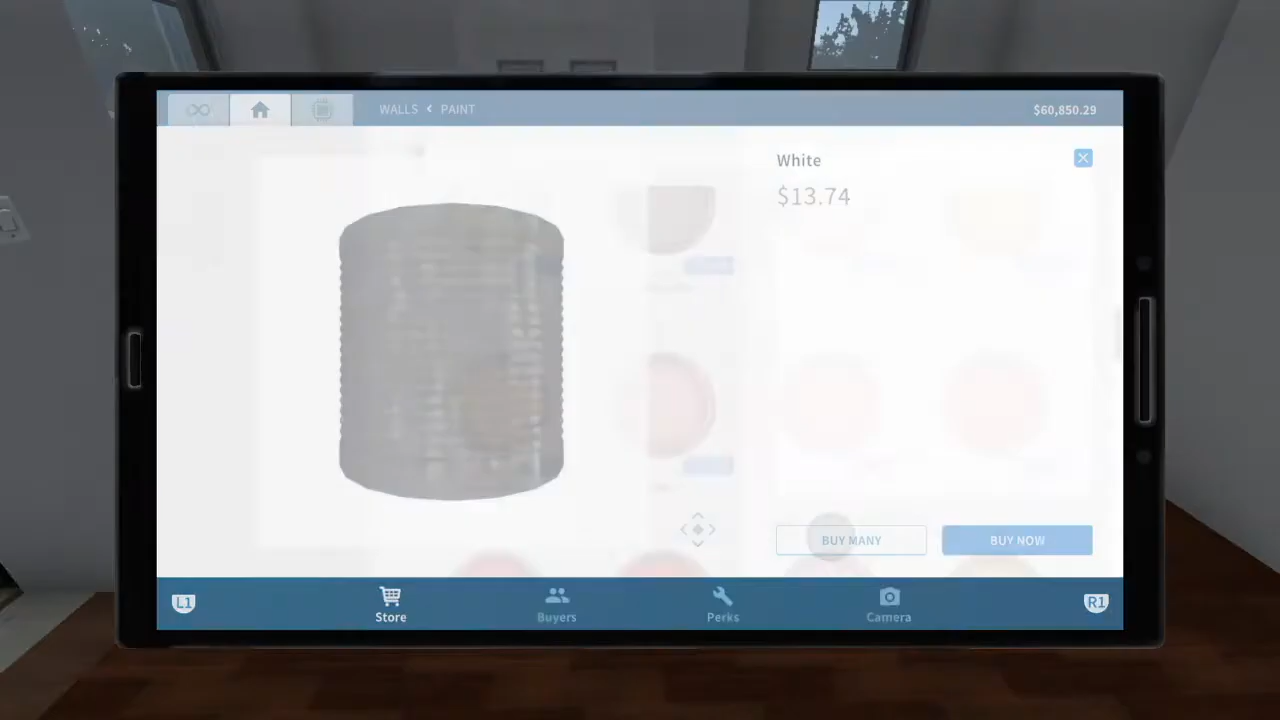 WALLS < PAINT
$60,850.29
White
$13.74
BUY MANY
BUY NOW
L1
Store
Buyers
Perks
Camera
R1